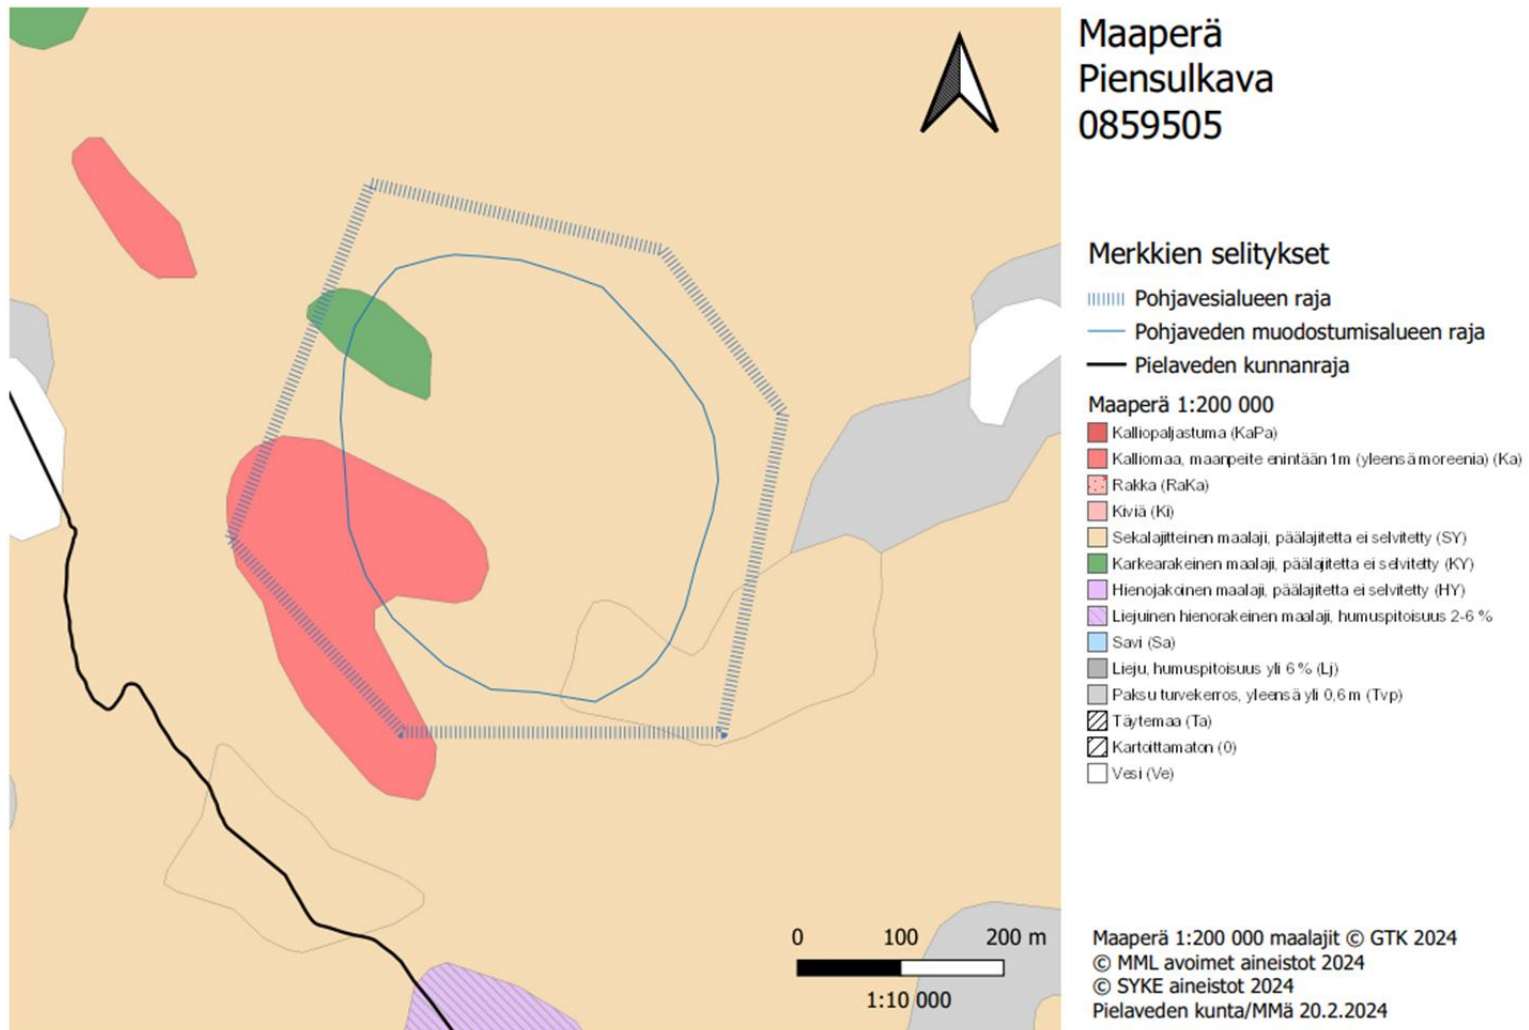 Maaperä
Piensulkava
0859505
Merkkien selitykset
Pohjavesialueen raja
Pohjaveden muodostumisalueen raja
Pielaveden kunnanraja
Maaperä 1:200 000
Kalliopaljastuma (KaPa)
Kalliomaa, maanpeite enintään 1m (yleensä moreenia) (Ka)
Rakka (RaKa)
Kiviä (Ki)
Sekalajitteinen maalaji, päälajitetta ei selvitetty (SY)
Karkearakeinen maalaji, päälajitetta ei selvitetty (KY)
Hienojakoinen maalaji, päälajitetta ei selvitetty (HY)
Liejuinen hienorakeinen maalaji, humuspitoisuus 2-6 %
Savi (Sa)
Lieju, humuspitoisuus yli 6 % (Lj)
Paksu turvekerros, yleensä yli 0,6 m (Tvp)
Täytemaa (Ta)
Kartoittamaton (0)
Vesi (Ve)
0 100 200 m
1:10 000
Maaperä 1:200 000 maalajit © GTK 2024
© MML avoimet aineistot 2024
© SYKE aineistot 2024
Pielaveden kunta/MMä 20.2.2024